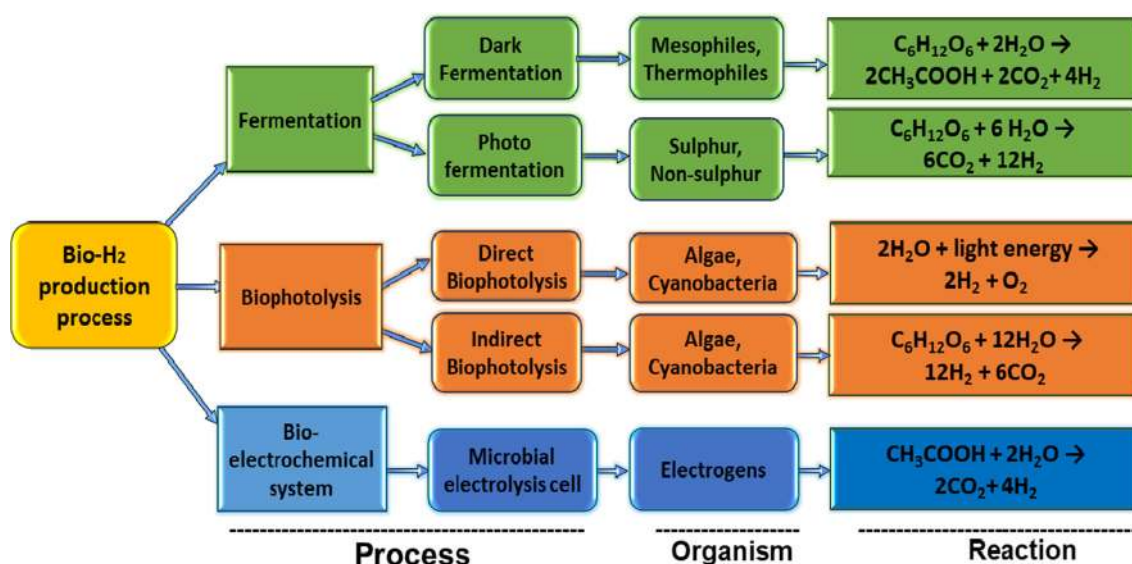 Bio-H₂
production
process
Fermentation
Dark
Fermentation
Mesophiles,
Thermophiles
C₆H₁₂O₆ + 2H₂O →
2CH₃COOH + 2CO₂ + 4H₂
Photo
fermentation
Sulphur,
Non-sulphur
C₆H₁₂O₆ + 6 H₂O →
6CO₂ + 12H₂
Biophotolysis
Direct
Biophotolysis
Algae,
Cyanobacteria
2H₂O + light energy →
2H₂ + O₂
Indirect
Biophotolysis
Algae,
Cyanobacteria
C₆H₁₂O₆ + 12H₂O →
12H₂ + 6CO₂
Bio-
electrochemical
system
Microbial
electrolysis cell
Electrogens
CH₃COOH + 2H₂O →
2CO₂ + 4H₂
Process
Organism
Reaction